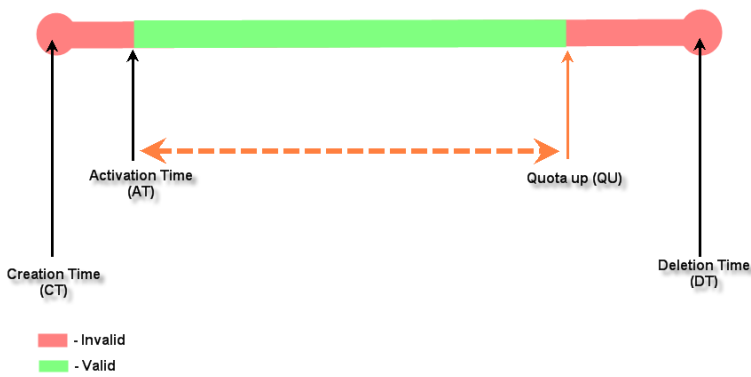 Activation Time
(AT)
Quota up (QU)
Creation Time
(CT)
Deletion Time
(DT)
- Invalid
- Valid